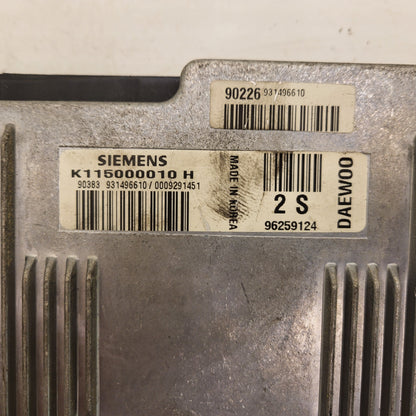 90226 931496610
SIEMENS
K115000010 H
90383 931496610 / 0009291451
MADE IN KOREA
2 S
96259124
DAEWOO